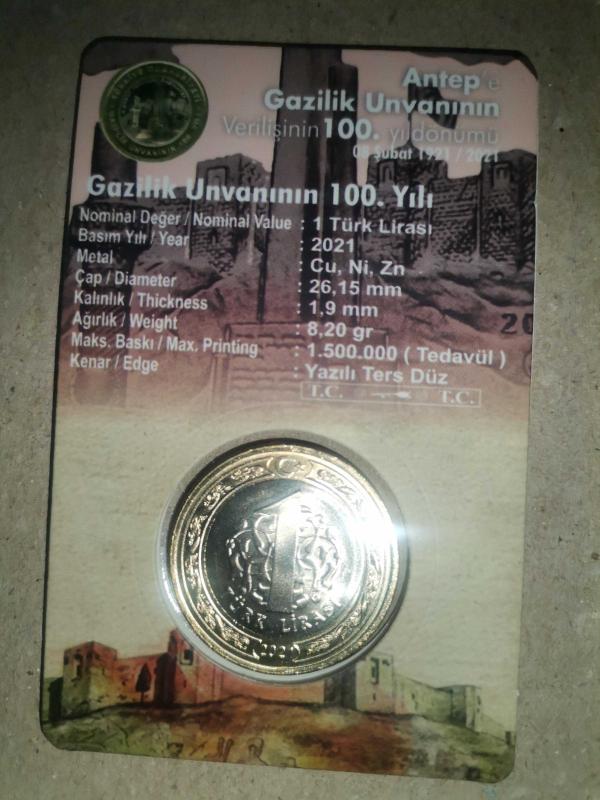 Antep'e
Gazilik Unvanının
Verilişinin 100. yıldönümü
08 Şubat 1921 / 2021
Gazilik Unvanının 100. Yılı
Nominal Değer / Nominal Value : 1 Türk Lirası
Basım Yılı / Year : 2021
Metal : Cu, Ni, Zn
Çap / Diameter : 26,15 mm
Kalınlık / Thickness : 1,9 mm
Ağırlık / Weight : 8,20 gr
Maks. Baskı / Max. Printing : 1.500.000 ( Tedavül )
Kenar / Edge : Yazılı Ters Düz
T.C. T.C.
20
1
TÜRK LİRASI